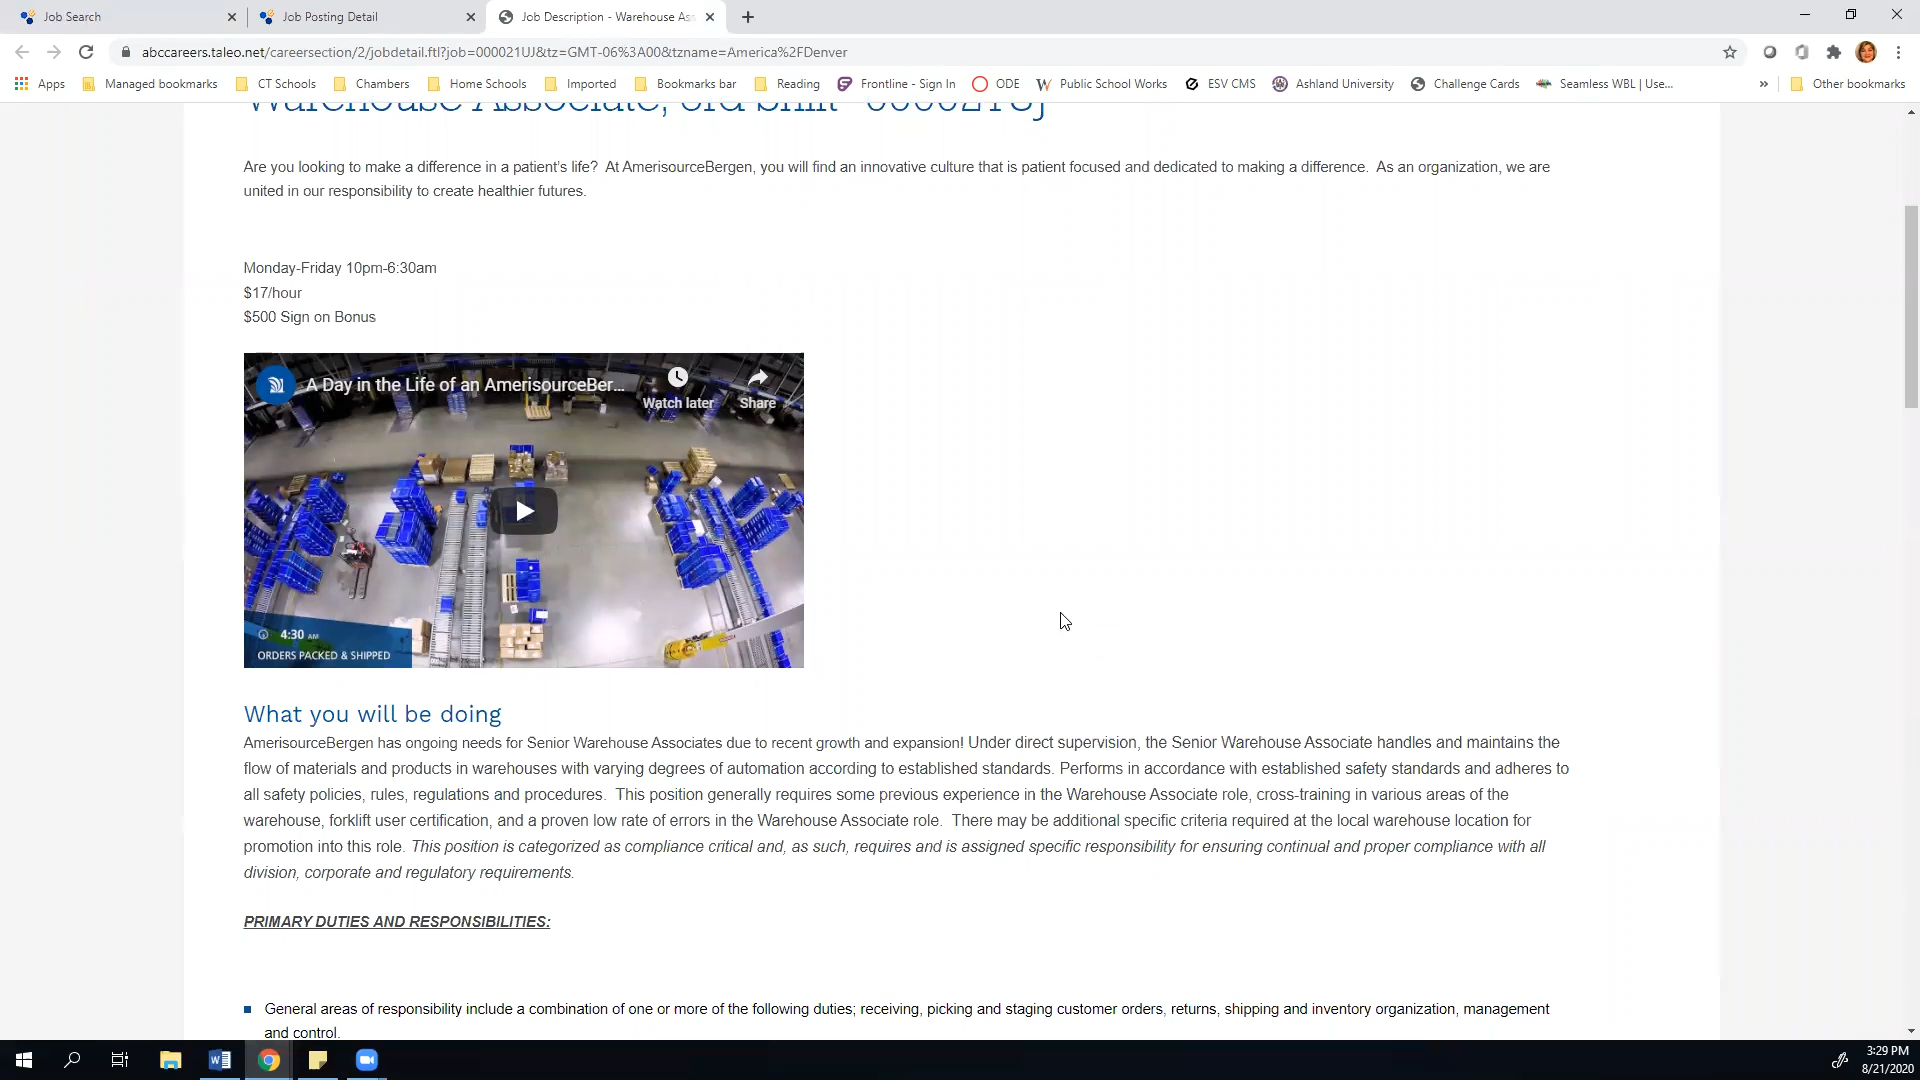 Job Search
Job Posting Detail
Job Description - Warehouse As
abccareers.taleo.net/careersection/2/jobdetail.ftl?job=000021UJ&tz=GMT-06%3A00&tzname=America%2FDenver
Apps Managed bookmarks CT Schools Chambers Home Schools Imported Bookmarks bar Reading Frontline - Sign In ODE Public School Works ESV CMS Ashland University Challenge Cards Seamless WBL | Use... » Other bookmarks
Warehouse Associate, 3rd Shift
Are you looking to make a difference in a patient's life? At AmerisourceBergen, you will find an innovative culture that is patient focused and dedicated to making a difference. As an organization, we are
united in our responsibility to create healthier futures.
Monday-Friday 10pm-6:30am
$17/hour
$500 Sign on Bonus
A Day in the Life of an AmerisourceBer...
Watch later Share
4:30 AM
ORDERS PACKED & SHIPPED
What you will be doing
AmerisourceBergen has ongoing needs for Senior Warehouse Associates due to recent growth and expansion! Under direct supervision, the Senior Warehouse Associate handles and maintains the
flow of materials and products in warehouses with varying degrees of automation according to established standards. Performs in accordance with established safety standards and adheres to
all safety policies, rules, regulations and procedures. This position generally requires some previous experience in the Warehouse Associate role, cross-training in various areas of the
warehouse, forklift user certification, and a proven low rate of errors in the Warehouse Associate role. There may be additional specific criteria required at the local warehouse location for
promotion into this role. This position is categorized as compliance critical and, as such, requires and is assigned specific responsibility for ensuring continual and proper compliance with all
division, corporate and regulatory requirements.
PRIMARY DUTIES AND RESPONSIBILITIES:
General areas of responsibility include a combination of one or more of the following duties; receiving, picking and staging customer orders, returns, shipping and inventory organization, management
and control.
3:29 PM
8/21/2020